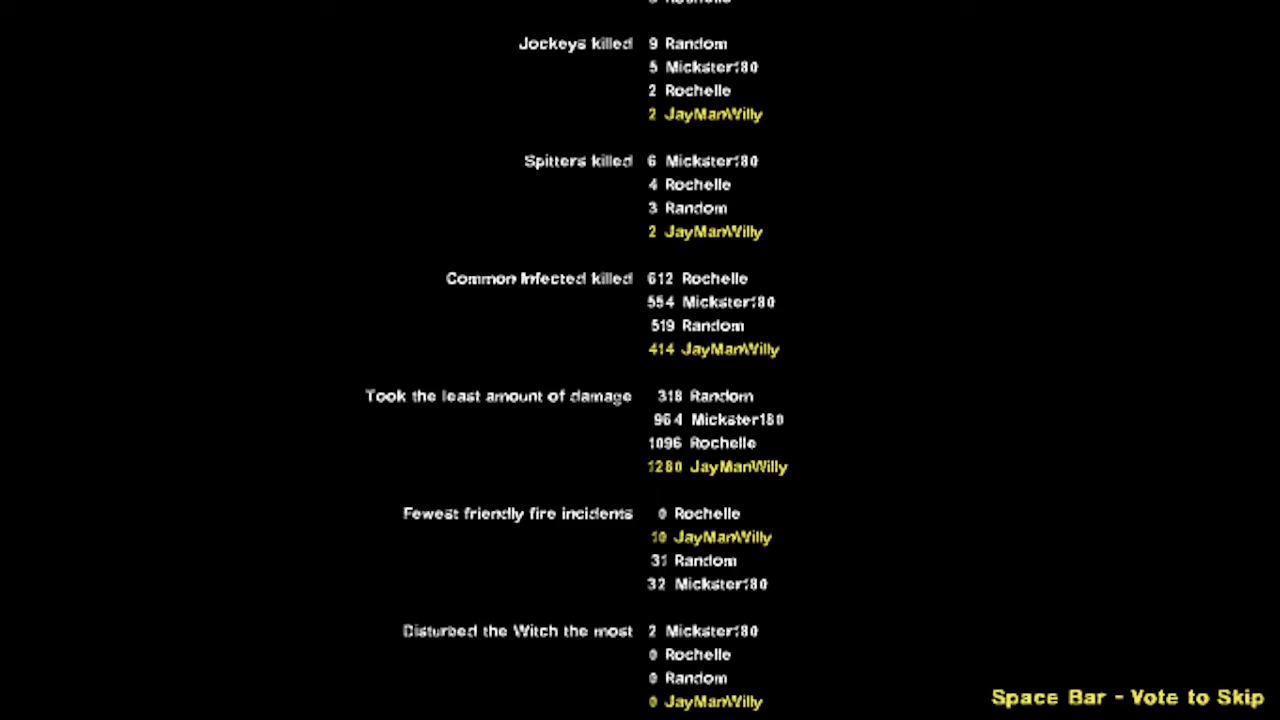 Rochelle
Jockeys killed 9 Random
5 Mickster180
2 Rochelle
2 JayManWilly
Spitters killed 6 Mickster180
4 Rochelle
3 Random
2 JayManWilly
Common Infected killed 612 Rochelle
554 Mickster180
519 Random
414 JayManWilly
Took the least amount of damage 318 Random
964 Mickster180
1096 Rochelle
1280 JayManWilly
Fewest friendly fire incidents 0 Rochelle
10 JayManWilly
31 Random
32 Mickster180
Disturbed the Witch the most 2 Mickster180
0 Rochelle
0 Random
0 JayManWilly
Space Bar - Vote to Skip